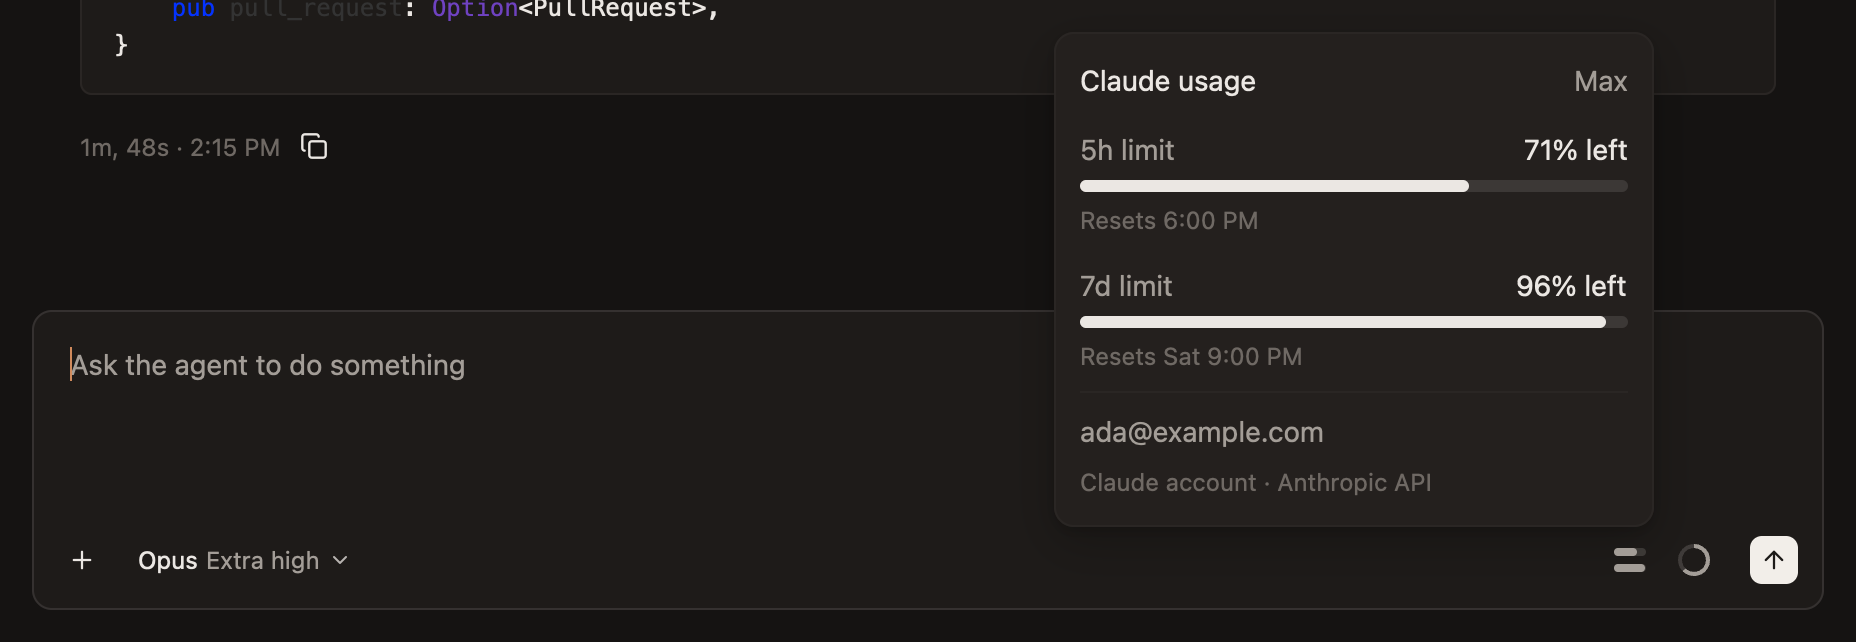 pub pull_request: Option<PullRequest>,
}
1m, 48s · 2:15 PM
Claude usage
Max
5h limit
71% left
Resets 6:00 PM
7d limit
96% left
Resets Sat 9:00 PM
ada@example.com
Claude account · Anthropic API
Ask the agent to do something
Opus Extra high